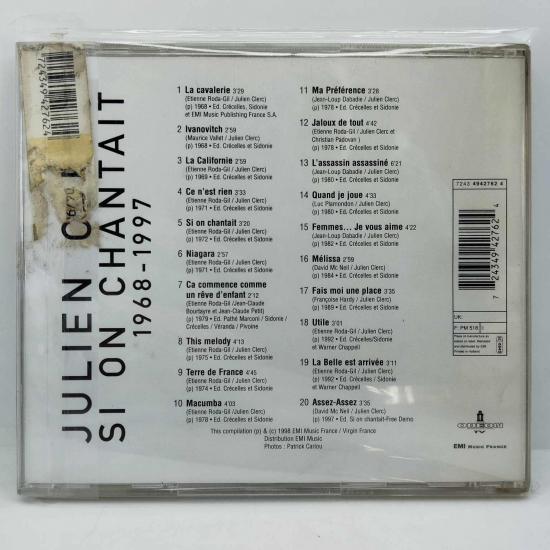 JULIEN C
SI ON CHANTAIT
1968-1997
724349427624
1 La cavalerie 3'29
(Etienne Roda-Gil / Julien Clerc)
(p) 1968 • Ed. Crécelles, Sidonie
et EMI Music Publishing France S.A.
2 Ivanovitch 2'59
(Maurice Vallet / Julien Clerc)
(p) 1968 • Ed. Crécelles et Sidonie
3 La Californie 2'59
(Etienne Roda-Gil / Julien Clerc)
(p) 1969 • Ed. Crécelles et Sidonie
4 Ce n'est rien 3'33
(Etienne Roda-Gil / Julien Clerc)
(p) 1971 • Ed. Crécelles et Sidonie
5 Si on chantait 3'20
(Etienne Roda-Gil / Julien Clerc)
(p) 1972 • Ed. Crécelles et Sidonie
6 Niagara 2'57
(Etienne Roda-Gil / Julien Clerc)
(p) 1971 • Ed. Crécelles et Sidonie
7 Ca commence comme
un rêve d'enfant 2'12
(Etienne Roda-Gil /Jean-Claude
Bourtayre et Jean-Claude Petit)
(p) 1979 • Ed. Pathé Marconi / Sidonie /
Crécelles / Véranda / Pivoine
8 This melody 4'13
(Etienne Roda-Gil / Julien Clerc)
(p) 1975 • Ed. Crécelles et Sidonie
9 Terre de France 4'45
(Etienne Roda-Gil / Julien Clerc)
(p) 1974 • Ed. Crécelles et Sidonie
10 Macumba 4'03
(Etienne Roda-Gil / Julien Clerc)
(p) 1978 • Ed. Crécelles et Sidonie
11 Ma Préférence 3'28
(Jean-Loup Dabadie / Julien Clerc)
(p) 1978 • Ed. Crécelles et Sidonie
12 Jaloux de tout 4'42
(Etienne Roda-Gil / Julien Clerc et
Christian Padovan )
(p) 1978 • Ed. Crécelles et Sidonie
13 L'assassin assassiné 6'21
(Jean-Loup Dabadie / Julien Clerc)
(p) 1980 • Ed. Crécelles et Sidonie
14 Quand je joue 4'33
(Luc Plamondon / Julien Clerc)
(p) 1980 • Ed. Crécelles et Sidonie
15 Femmes... Je vous aime 4'22
(Jean-Loup Dabadie / Julien Clerc)
(p) 1982 • Ed. Crécelles et Sidonie
16 Mélissa 2'59
(David Mc Neil / Julien Clerc)
(p) 1984 • Ed. Crécelles et Sidonie
17 Fais moi une place 3'35
(Françoise Hardy / Julien Clerc)
(p) 1989 • Ed. Crécelles et Sidonie
18 Utile 3'01
(Etienne Roda-Gil / Julien Clerc)
(p) 1992 • Ed. Crécelles/Sidonie
et Warner Chappell
19 La Belle est arrivée 3'11
(Etienne Roda-Gil / Julien Clerc)
(p) 1992 • Ed. Crécelles / Sidonie
et Warner Chappell
20 Assez-Assez 3'35
(David Mc Neil / Julien Clerc)
(p) 1997 • Ed. Si on chantait-Free Demo
This compilation (p) & (c) 1998 EMI Music France / Virgin France
Distribution EMI Music
Photos : Patrick Carlou
7243 4942762 4
7 24349 42762 4
UK:
F: PM 518
EMI MUSIC FRANCE